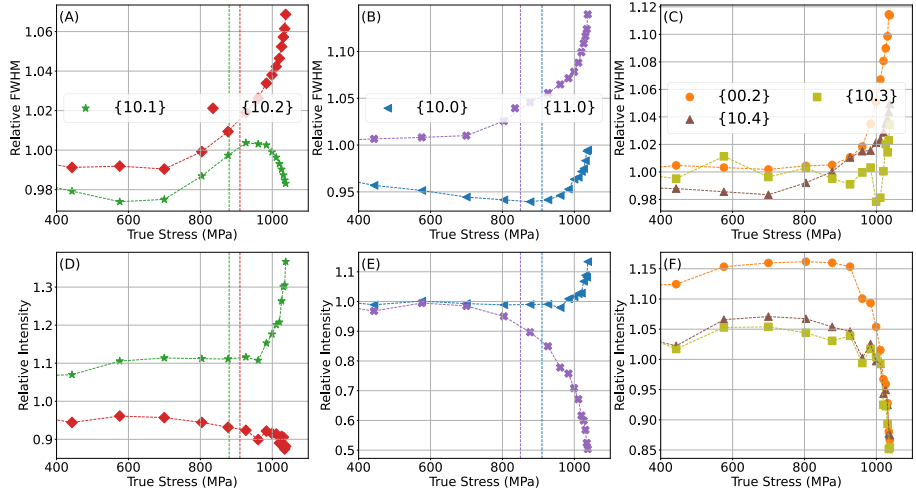 (A)
{10.1} {10.2}
1.06
1.04
1.02
1.00
0.98
Relative FWHM
400 600 800 1000
True Stress (MPa)
(B)
{10.0} {11.0}
1.10
1.05
1.00
0.95
Relative FWHM
400 600 800 1000
True Stress (MPa)
(C)
{00.2} {10.3}
{10.4}
1.12
1.10
1.08
1.06
1.04
1.02
1.00
0.98
Relative FWHM
400 600 800 1000
True Stress (MPa)
(D)
1.3
1.2
1.1
1.0
0.9
Relative Intensity
400 600 800 1000
True Stress (MPa)
(E)
1.1
1.0
0.9
0.8
0.7
0.6
0.5
Relative Intensity
400 600 800 1000
True Stress (MPa)
(F)
1.15
1.10
1.05
1.00
0.95
0.90
0.85
Relative Intensity
400 600 800 1000
True Stress (MPa)